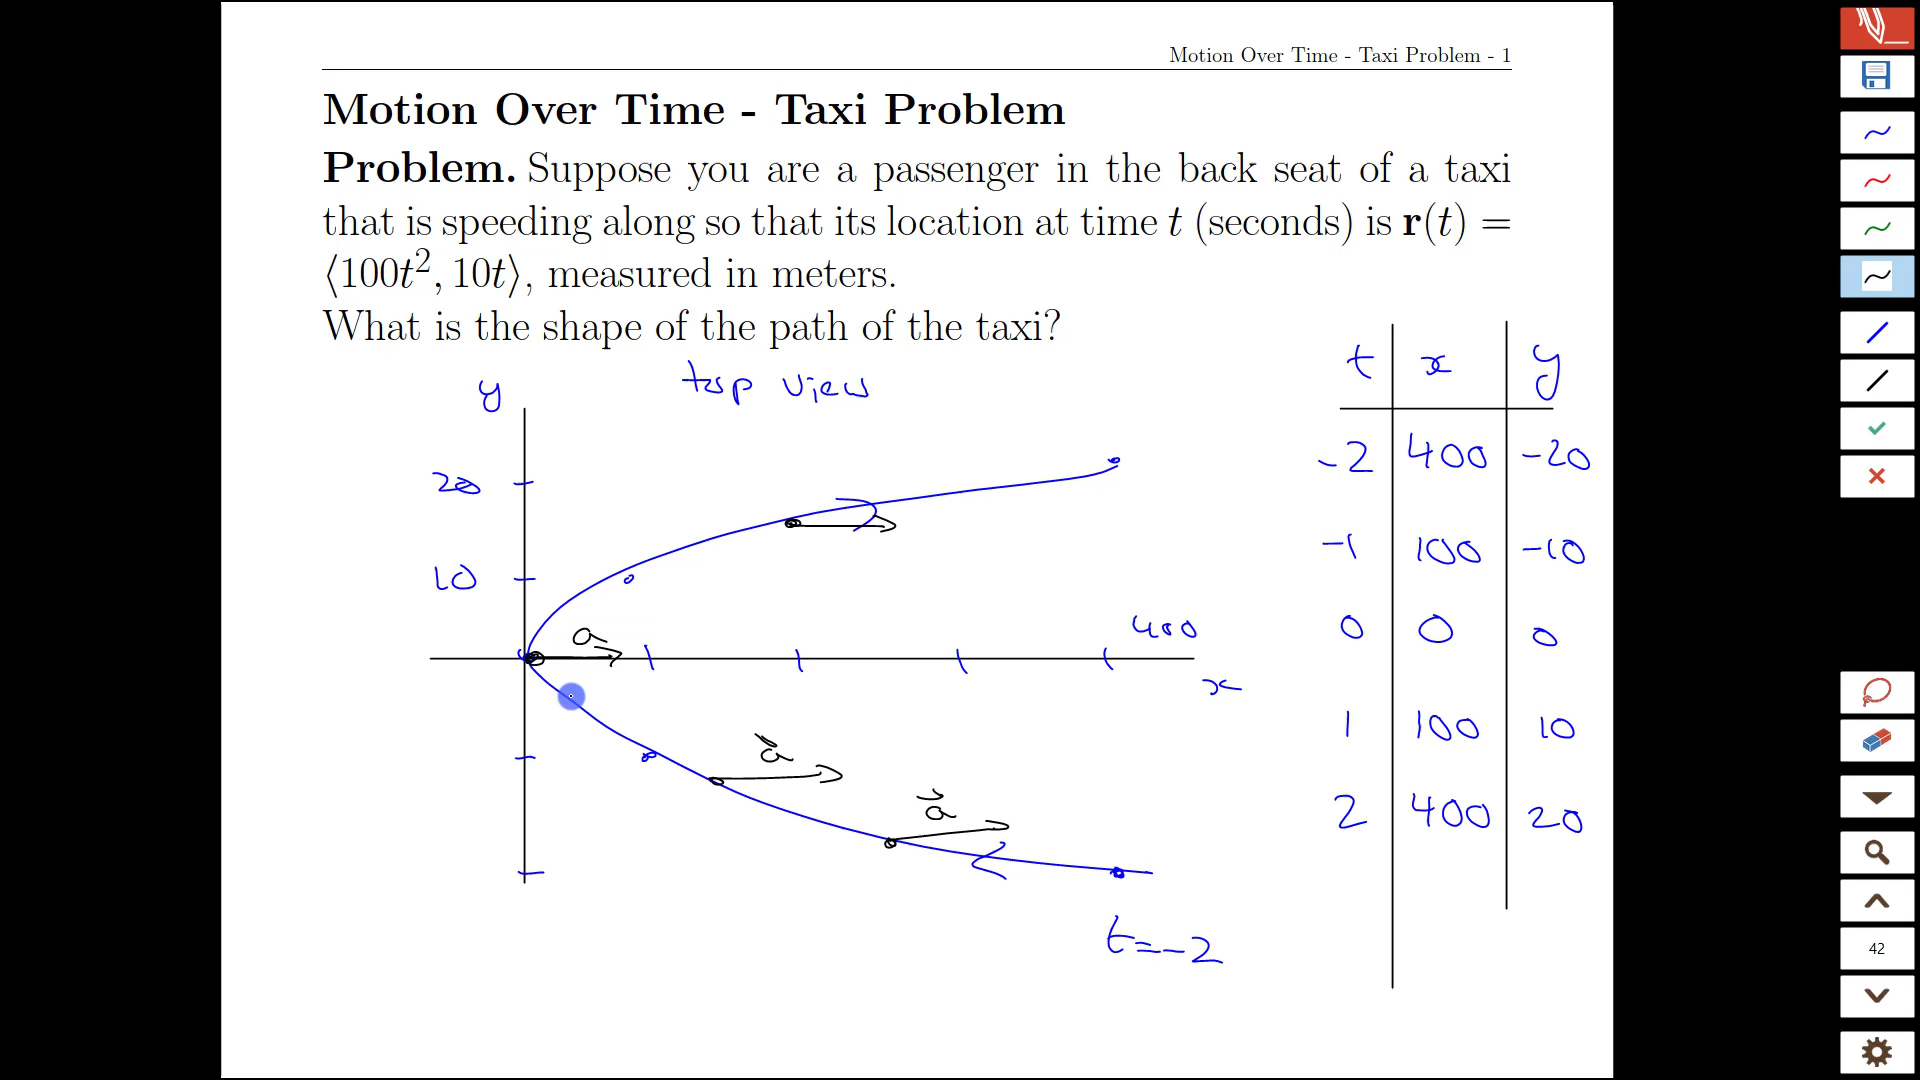 Motion Over Time - Taxi Problem - 1
Motion Over Time - Taxi Problem
Problem. Suppose you are a passenger in the back seat of a taxi
that is speeding along so that its location at time t (seconds) is r(t) =
⟨100t², 10t⟩, measured in meters.
What is the shape of the path of the taxi?
top view
y
20
10
400
x
a
a⃗
a⃗
t=-2
t x y
-2 400 -20
-1 100 -10
0 0 0
1 100 10
2 400 20
42